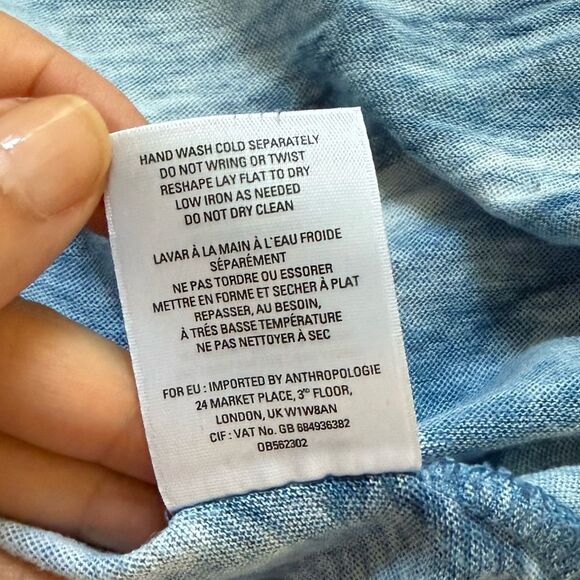 HAND WASH COLD SEPARATELY
DO NOT WRING OR TWIST
RESHAPE LAY FLAT TO DRY
LOW IRON AS NEEDED
DO NOT DRY CLEAN
LAVAR À LA MAIN À L'EAU FROIDE
SÉPARÉMENT
NE PAS TORDRE OU ESSORER
METTRE EN FORME ET SECHER À PLAT
REPASSER, AU BESOIN,
À TRÉS BASSE TEMPÉRATURE
NE PAS NETTOYER À SEC
FOR EU : IMPORTED BY ANTHROPOLOGIE
24 MARKET PLACE, 3RD FLOOR,
LONDON, UK W1W8AN
CIF: VAT No. GB 684936382
OB562302